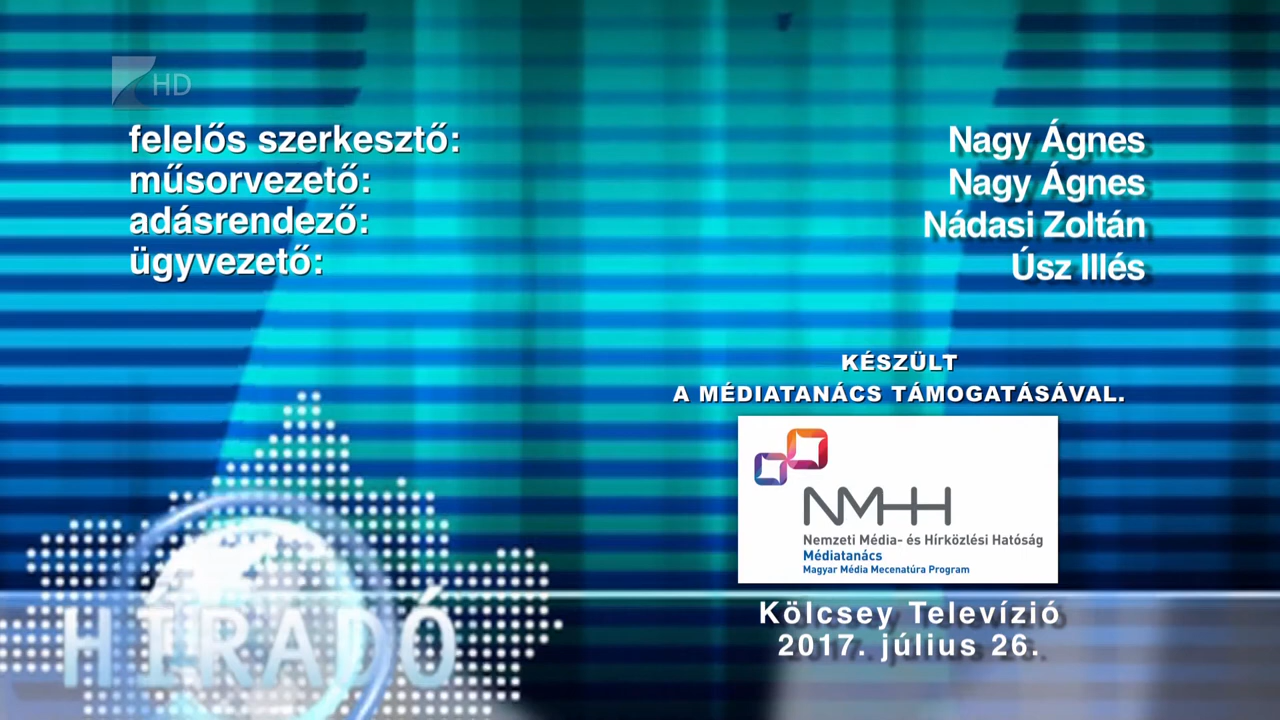 HD
felelős szerkesztő: Nagy Ágnes
műsorvezető: Nagy Ágnes
adásrendező: Nádasi Zoltán
ügyvezető: Úsz Illés
KÉSZÜLT
A MÉDIATANÁCS TÁMOGATÁSÁVAL.
NMHH
Nemzeti Média- és Hírközlési Hatóság
Médiatanács
Magyar Média Mecenatúra Program
Kölcsey Televízió
2017. július 26.
HÍRADÓ